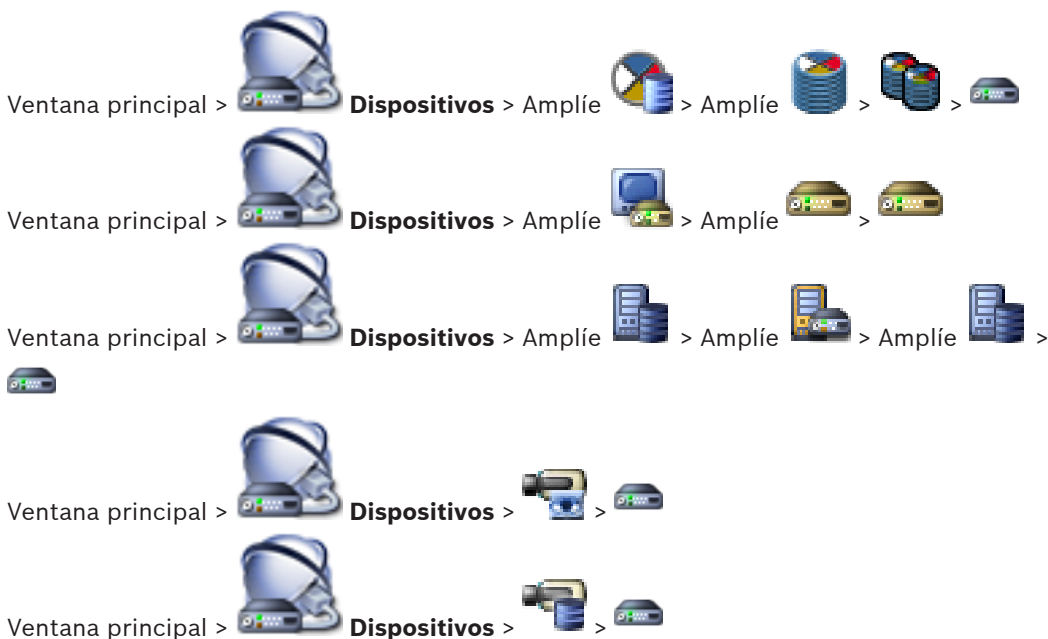 Ventana principal > Dispositivos > Amplíe > Amplíe > >
Ventana principal > Dispositivos > Amplíe > Amplíe >
Ventana principal > Dispositivos > Amplíe > Amplíe > Amplíe >
Ventana principal > Dispositivos > >
Ventana principal > Dispositivos > >